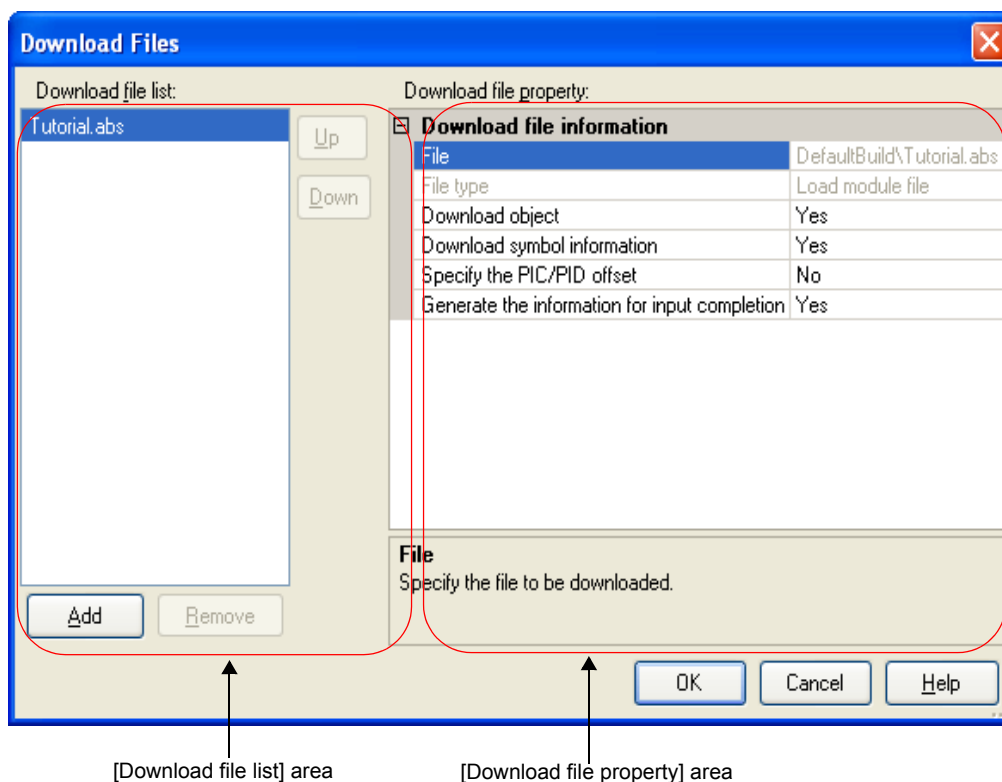 Download Files
Download file list:
Tutorial.abs
Up
Down
Add
Remove
Download file property:
Download file information
File DefaultBuild\Tutorial.abs
File type Load module file
Download object Yes
Download symbol information Yes
Specify the PIC/PID offset No
Generate the information for input completion Yes
File
Specify the file to be downloaded.
OK Cancel Help
[Download file list] area
[Download file property] area